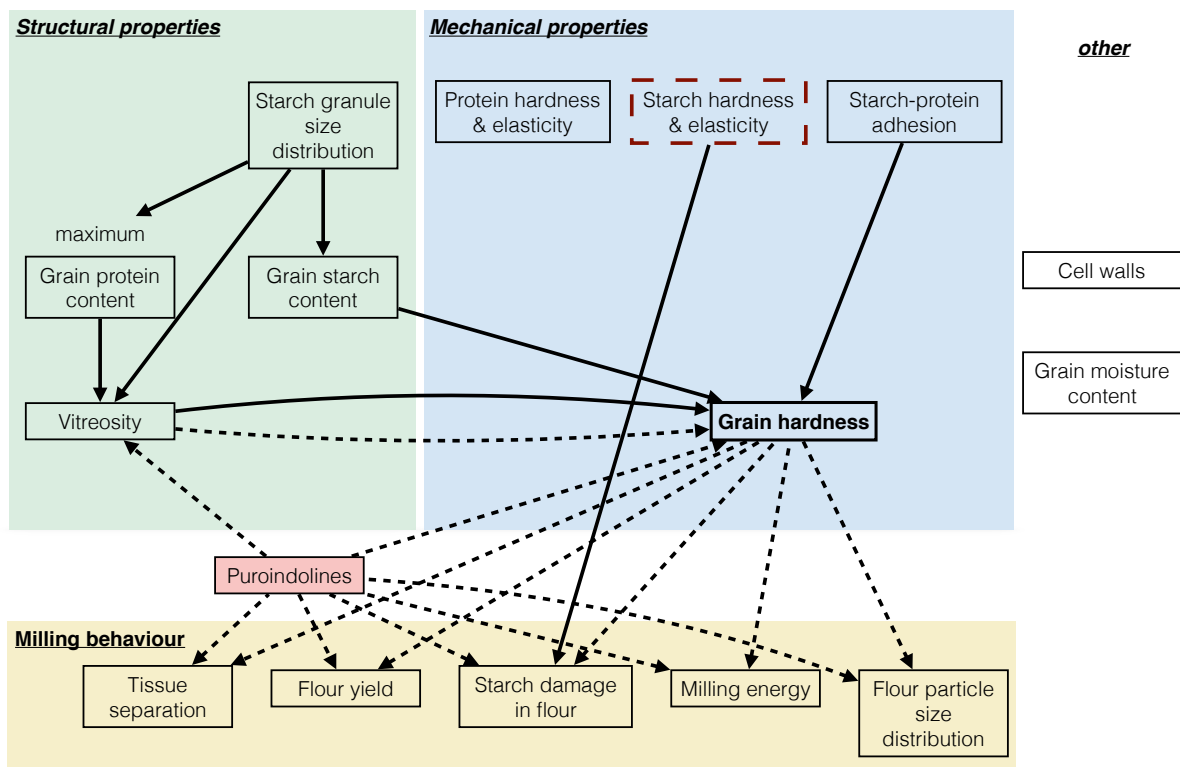 Structural properties
Mechanical properties
other
Starch granule
size
distribution
Protein hardness
& elasticity
Starch hardness
& elasticity
Starch-protein
adhesion
maximum
Grain protein
content
Grain starch
content
Cell walls
Grain moisture
content
Vitreosity
Grain hardness
Puroindolines
Milling behaviour
Tissue
separation
Flour yield
Starch damage
in flour
Milling energy
Flour particle
size
distribution